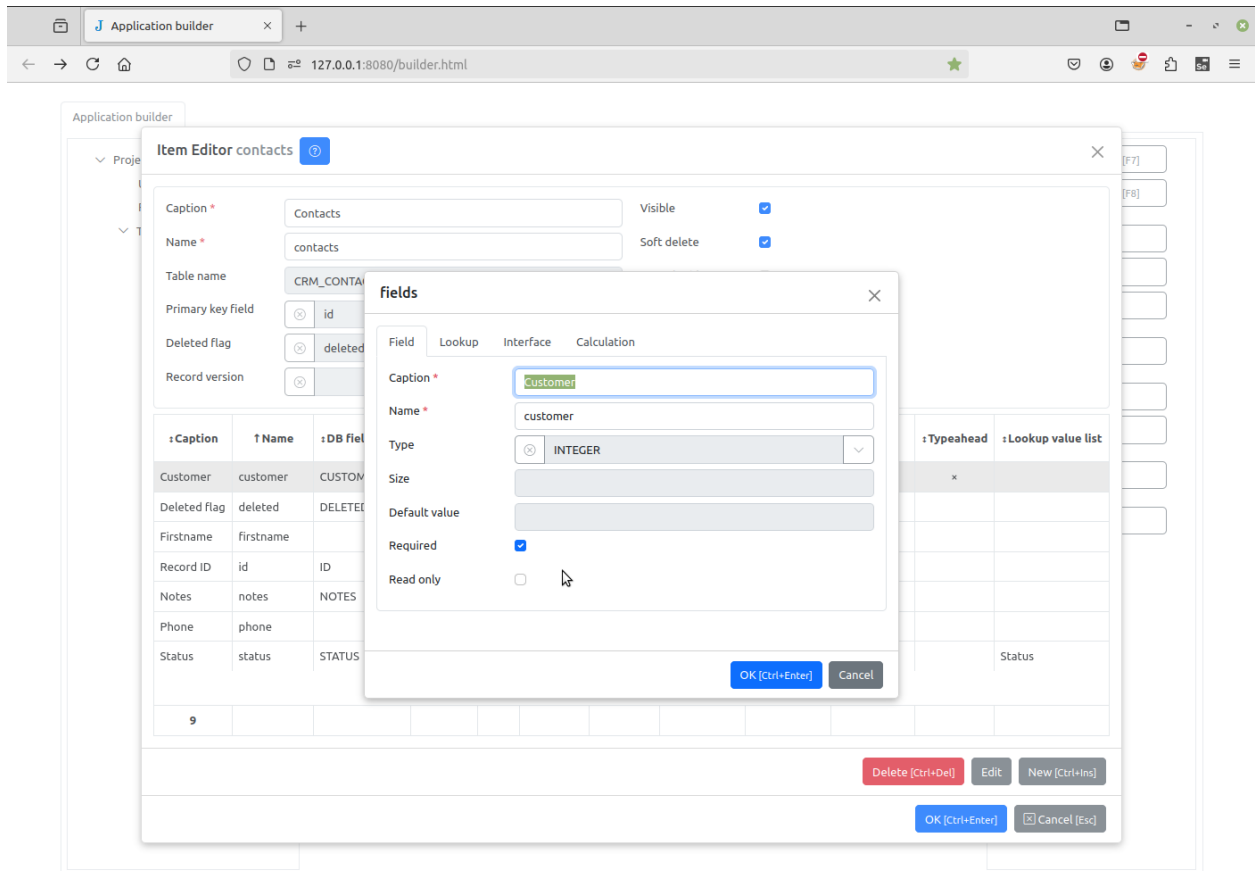 Application builder
127.0.0.1:8080/builder.html
Application builder
Item Editor contacts
[F7]
[F8]
Caption * Contacts Visible
Name * contacts Soft delete
Table name
Primary key field id
Deleted flag deleted
Record version
fields
Field Lookup Interface Calculation
Caption * Customer
Name * customer
Type INTEGER
Size
Default value
Required
Read only
OK [Ctrl+Enter] Cancel
Caption Name Typeahead Lookup value list
Customer customer ×
Deleted flag deleted
Firstname firstname
Record ID id ID
Notes notes NOTES
Phone phone
Status status STATUS Status
9
Delete [Ctrl+Del] Edit New [Ctrl+Ins]
OK [Ctrl+Enter] Cancel [Esc]